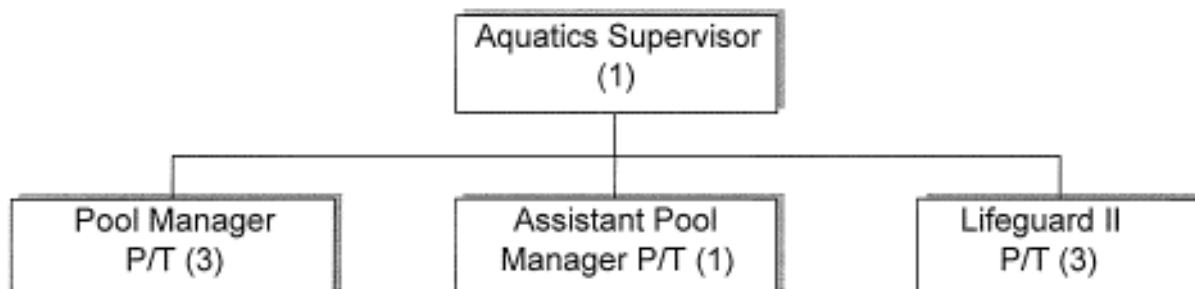 Aquatics Supervisor
(1)
Pool Manager
P/T (3)
Assistant Pool
Manager P/T (1)
Lifeguard II
P/T (3)